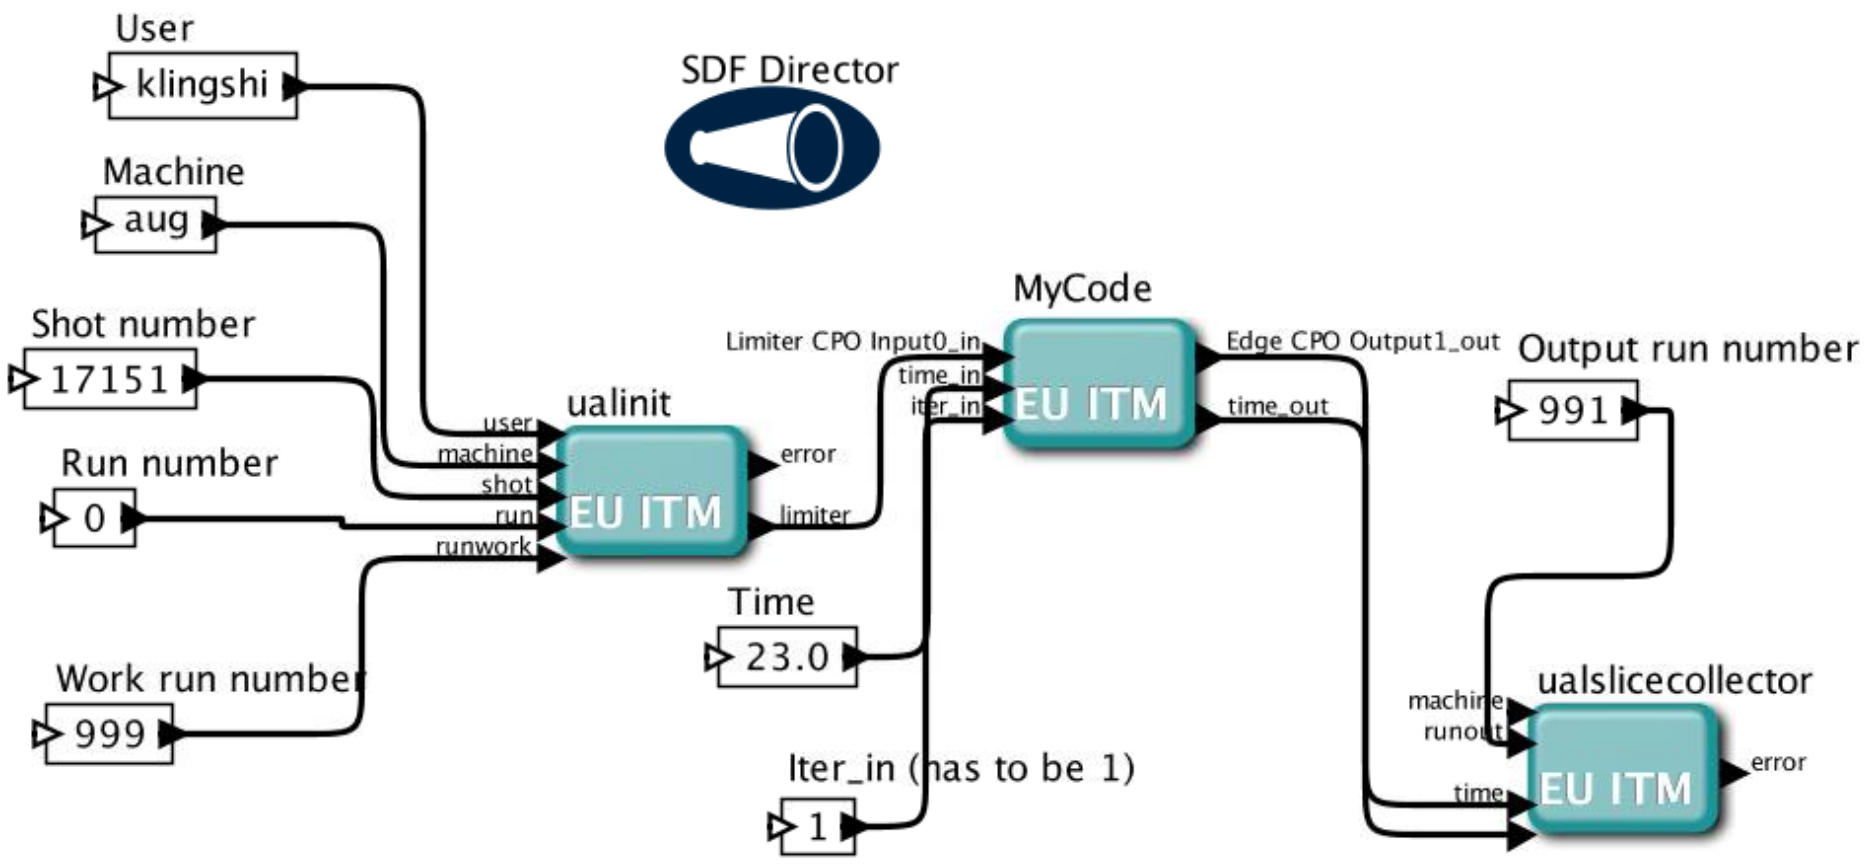 User
klingshi
SDF Director
Machine
aug
MyCode
Shot number
17151
Limiter CPO Input0_in
time_in
iter_in
EU ITM
Edge CPO Output1_out
time_out
Output run number
991
ualinit
user
machine
shot
run
runwork
EU ITM
error
limiter
Run number
0
Time
23.0
Work run number
999
ualslicecollector
machine
runout
time
EU ITM
error
Iter_in (has to be 1)
1